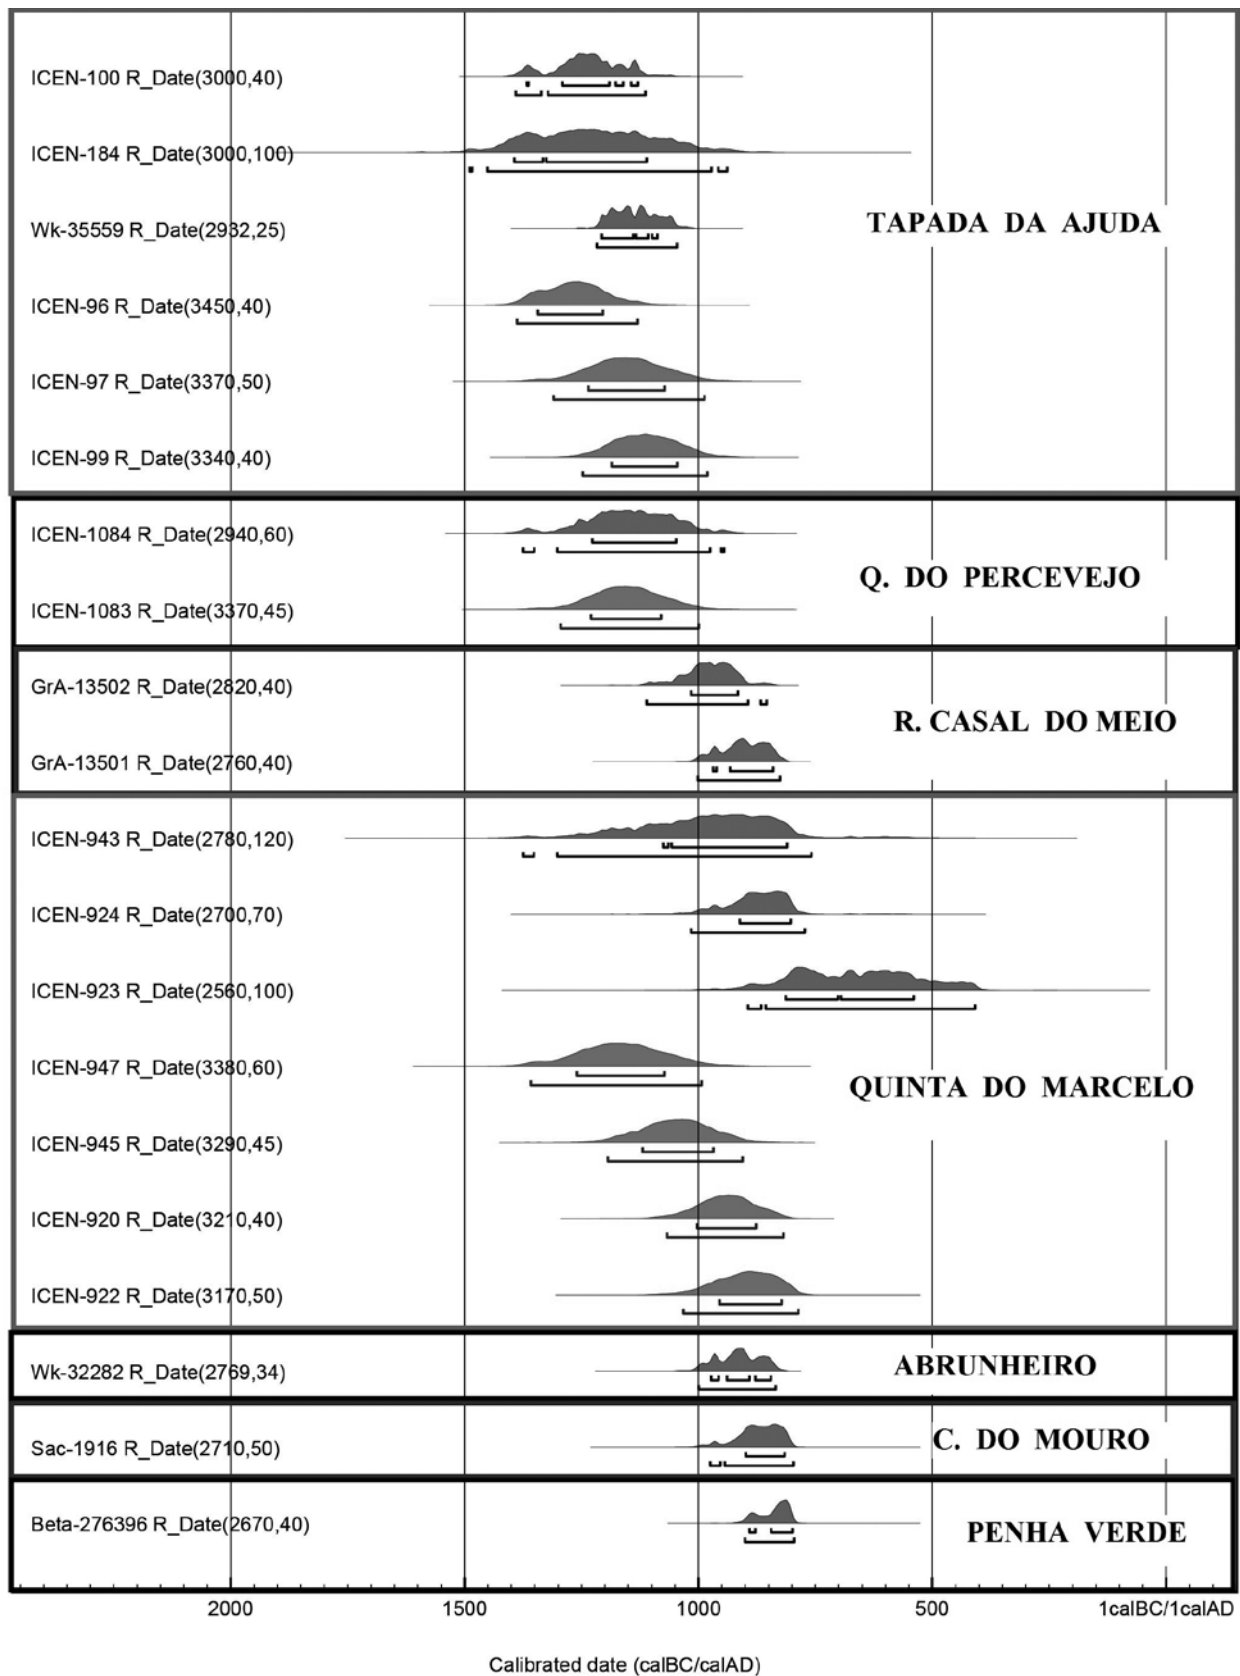 ICEN-100 R_Date(3000,40)
ICEN-184 R_Date(3000,100)
Wk-35559 R_Date(2932,25)
TAPADA DA AJUDA
ICEN-96 R_Date(3450,40)
ICEN-97 R_Date(3370,50)
ICEN-99 R_Date(3340,40)
ICEN-1084 R_Date(2940,60)
Q. DO PERCEVEJO
ICEN-1083 R_Date(3370,45)
GrA-13502 R_Date(2820,40)
R. CASAL DO MEIO
GrA-13501 R_Date(2760,40)
ICEN-943 R_Date(2780,120)
ICEN-924 R_Date(2700,70)
ICEN-923 R_Date(2560,100)
ICEN-947 R_Date(3380,60)
QUINTA DO MARCELO
ICEN-945 R_Date(3290,45)
ICEN-920 R_Date(3210,40)
ICEN-922 R_Date(3170,50)
Wk-32282 R_Date(2769,34)
ABRUNHEIRO
Sac-1916 R_Date(2710,50)
C. DO MOURO
Beta-276396 R_Date(2670,40)
PENHA VERDE
2000 1500 1000 500 1calBC/1calAD
Calibrated date (calBC/calAD)